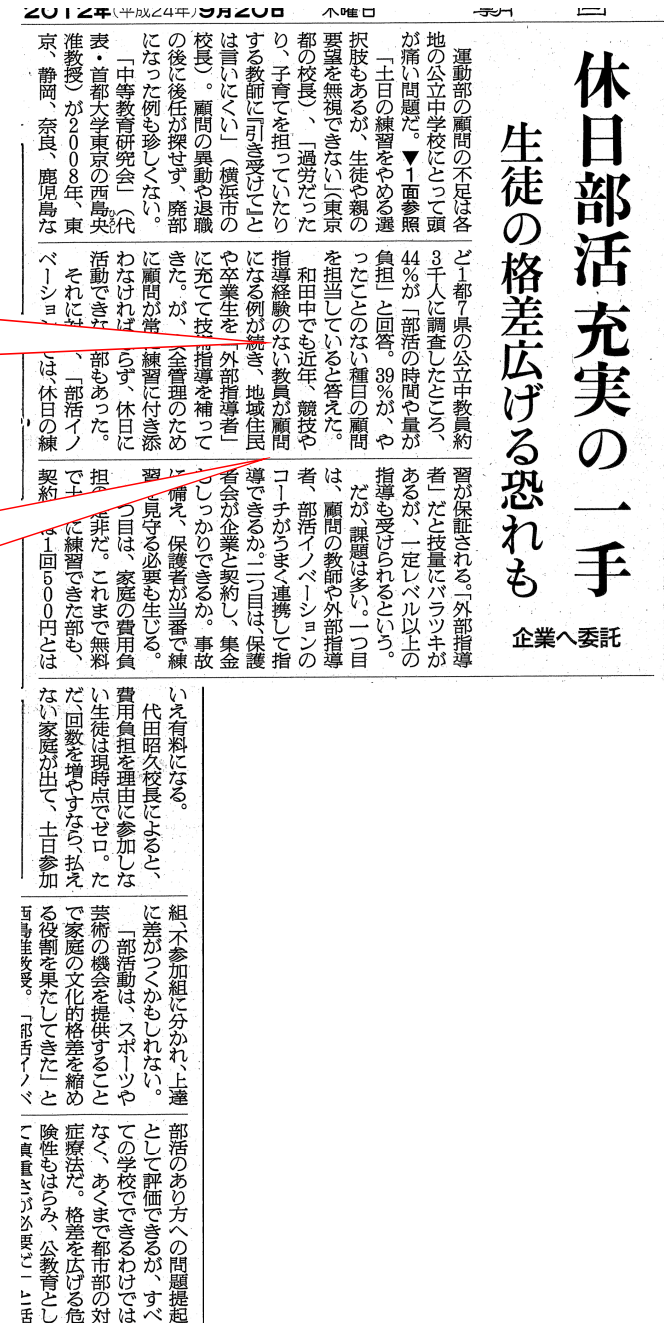 2012年(平成24年)9月20日 木曜日
休日部活 充実の一手
生徒の格差広げる恐れも
企業へ委託
運動部の顧問の不足は各
地の公立中学校にとって頭
が痛い問題だ。▼1面参照
「土日の練習をやめる選
択肢もあるが、生徒や親の
要望を無視できない」(東京
都の校長)、「過労だった
り、子育てを担っていたり
する教師に『引き受けて』と
は言いにくい」(横浜市の
校長)。顧問の異動や退職
の後に後任が探せず、廃部
になった例も珍しくない。
「中等教育研究会」(代
表・首都大学東京の西島央
ひろし
准教授)が2008年、東
京、静岡、奈良、鹿児島な
ど1都7県の公立中教員約
3千人に調査したところ、
44%が「部活の時間や量が
負担」と回答。39%が、や
ったことのない種目の顧問
を担当していると答えた。
和田中でも近年、競技や
指導経験のない教員が顧問
になる例が続き、地域住民
や卒業生を「外部指導者」
に充てて技術指導を補って
きた。が、安全管理のため
に顧問が常に練習に付き添
わなければならず、休日に
活動できな部もあった。
それに対、「部活イノ
ベーションは、休日の練
習が保証される。「外部指導
者」だと技量にバラツキが
あるが、一定レベル以上の
指導も受けられるという。
だが、課題は多い。一つ目
は、顧問の教師や外部指導
者、部活イノベーションの
コーチがうまく連携して指
導できるか。二つ目は、保護
者会が企業と契約し、集金
もしっかりできるか。事故
に備え、保護者が当番で練
習を見守る必要も生じる。
つ目は、家庭の費用負
担の是非だ。これまで無料
で土に練習できた部も、
契約は1回500円とは
いえ有料になる。
代田昭久校長によると、
費用負担を理由に参加しな
い生徒は現時点でゼロ。た
だ、回数を増やすなら、払え
ない家庭が出て、土日参加
組、不参加組に分かれ、上達
に差がつくかもしれない。
「部活動は、スポーツや
芸術の機会を提供すること
で家庭の文化的格差を縮め
る役割を果たしてきた」と
西島准教授。「部活イノベ
部活のあり方への問題提起
として評価できるが、すべ
ての学校でできるわけでは
なく、あくまで都市部の対
症療法だ。格差を広げる危
険性もはらみ、公教育とし
て慎重さが必要だ」と話